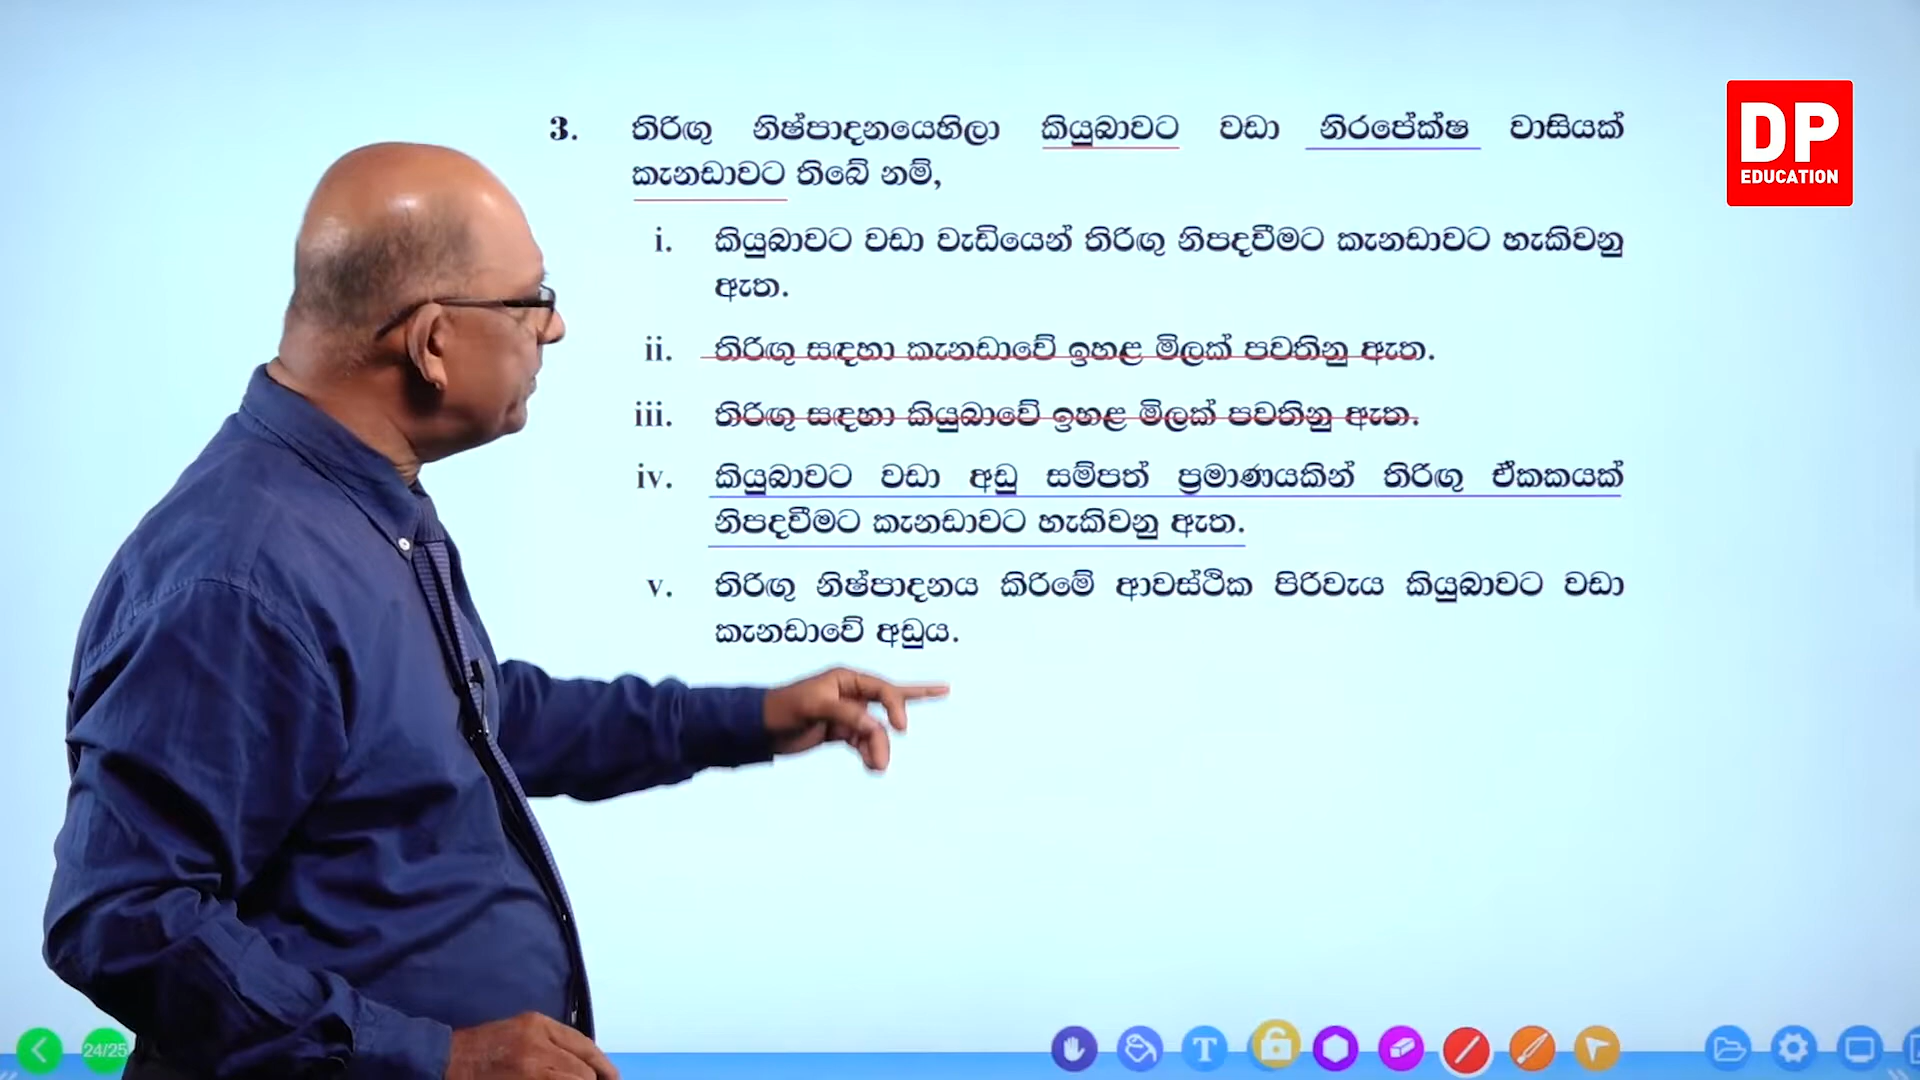 3. තිරිඟු නිෂ්පාදනයෙහිලා කියුබාවට වඩා නිරපේක්ෂ වාසියක්
කැනඩාවට තිබේ නම්,
i. කියුබාවට වඩා වැඩියෙන් තිරිඟු නිපදවීමට කැනඩාවට හැකිවනු
ඇත.
ii. තිරිඟු සඳහා කැනඩාවේ ඉහළ මිලක් පවතිනු ඇත.
iii. තිරිඟු සඳහා කියුබාවේ ඉහළ මිලක් පවතිනු ඇත.
iv. කියුබාවට වඩා අඩු සම්පත් ප්‍රමාණයකින් තිරිඟු ඒකකයක්
නිපදවීමට කැනඩාවට හැකිවනු ඇත.
v. තිරිඟු නිෂ්පාදනය කිරීමේ ආවස්ථික පිරිවැය කියුබාවට වඩා
කැනඩාවේ අඩුය.
DP
EDUCATION
24/25
T